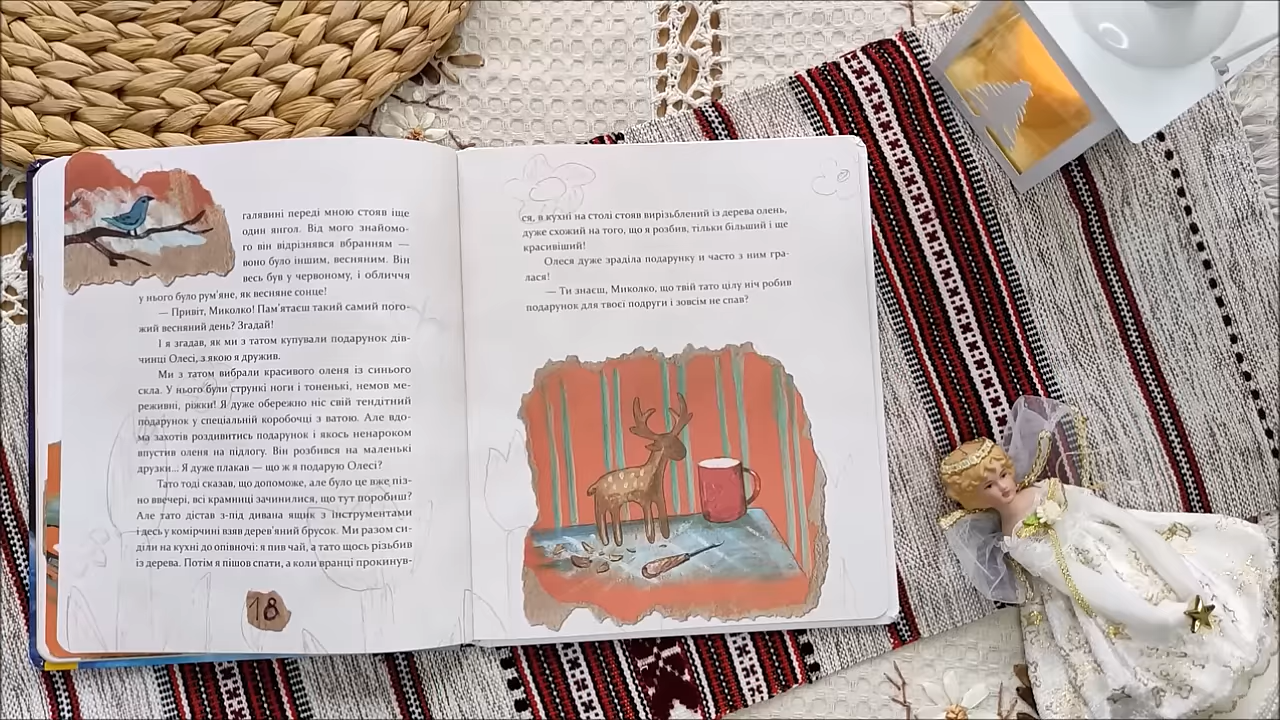 галявині переді мною стояв іще
один янгол. Від мого знайомо-
го він відрізнявся вбранням —
воно було іншим, весняним. Він
весь був у червоному, і обличчя
у нього було рум'яне, як весняне сонце!
— Привіт, Миколко! Пам'ятаєш такий самий пого-
жий весняний день? Згадай!
І я згадав, як ми з татом купували подарунок дів-
чинці Олесі, з якою я дружив.
Ми з татом вибрали красивого оленя із синього
скла. У нього були стрункі ноги і тоненькі, немов ме-
реживні, ріжки! Я дуже обережно ніс свій тендітний
подарунок у спеціальній коробочці з ватою. Але вдо-
ма захотів роздивитись подарунок і якось ненароком
впустив оленя на підлогу. Він розбився на маленькі
друзки... Я дуже плакав — що ж я подарую Олесі?
Тато тоді сказав, що допоможе, але було це вже піз-
но ввечері, всі крамниці зачинилися, що тут поробиш?
Але тато дістав з-під дивана ящик з інструментами
і десь у комірчині взяв дерев'яний брусок. Ми разом си-
діли на кухні до опівночі: я пив чай, а тато щось різьбив
із дерева. Потім я пішов спати, а коли вранці прокинув-
18
ся, в кухні на столі стояв вирізьблений із дерева олень,
дуже схожий на того, що я розбив, тільки більший і ще
красивіший!
Олеся дуже зраділа подарунку и часто з ним гра-
лася!
— Ти знаєш, Миколко, що твій тато цілу ніч робив
подарунок для твоєї подруги і зовсім не спав?